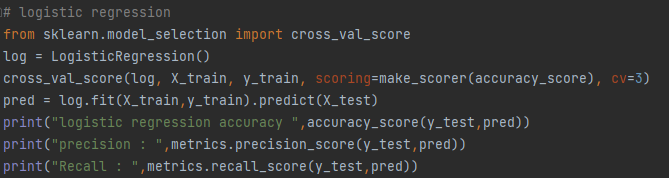 # logistic regression
from sklearn.model_selection import cross_val_score
log = LogisticRegression()
cross_val_score(log, X_train, y_train, scoring=make_scorer(accuracy_score), cv=3)
pred = log.fit(X_train,y_train).predict(X_test)
print("logistic regression accuracy ",accuracy_score(y_test,pred))
print("precision : ",metrics.precision_score(y_test,pred))
print("Recall : ",metrics.recall_score(y_test,pred))